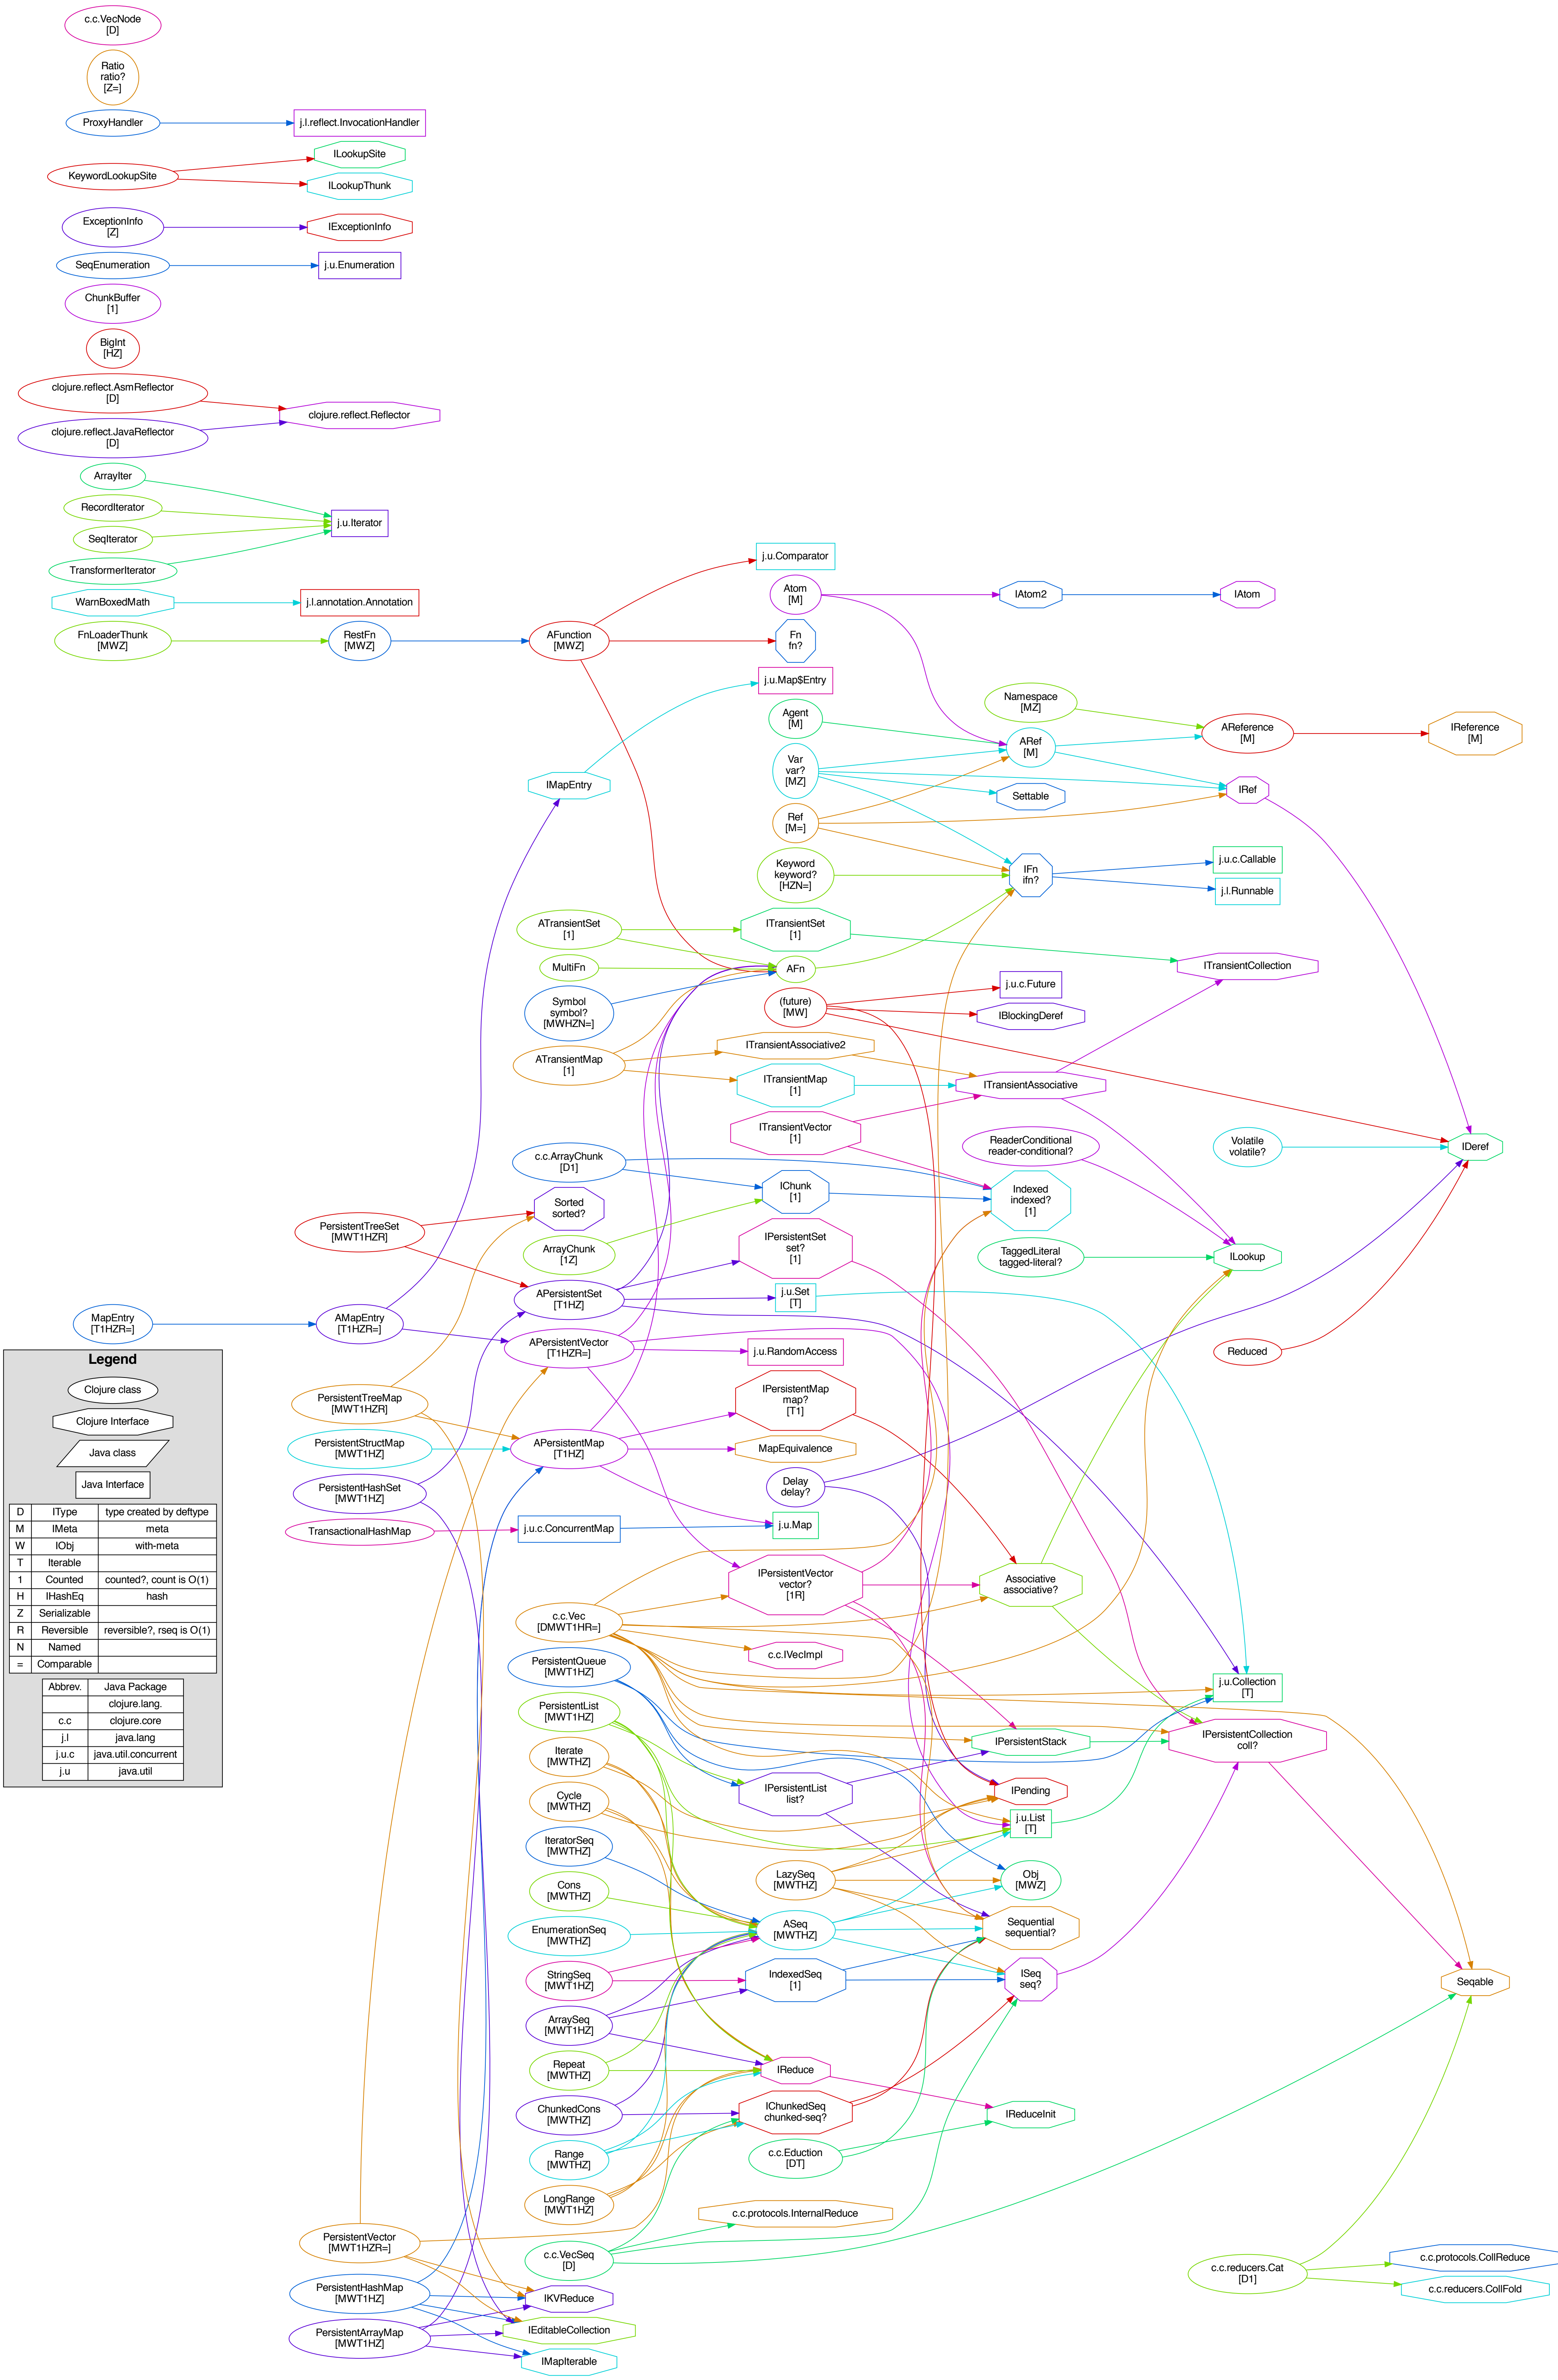 c.c.VecNode
[D]
Ratio
ratio?
[Z=]
ProxyHandler
j.l.reflect.InvocationHandler
KeywordLookupSite
ILookupSite
ILookupThunk
ExceptionInfo
[Z]
IExceptionInfo
SeqEnumeration
j.u.Enumeration
ChunkBuffer
[1]
BigInt
[HZ]
clojure.reflect.AsmReflector
[D]
clojure.reflect.Reflector
clojure.reflect.JavaReflector
[D]
ArrayIter
RecordIterator
j.u.Iterator
SeqIterator
TransformerIterator
WarnBoxedMath
j.l.annotation.Annotation
FnLoaderThunk
[MWZ]
RestFn
[MWZ]
AFunction
[MWZ]
j.u.Comparator
Atom
[M]
IAtom2
IAtom
Fn
fn?
j.u.Map$Entry
Namespace
[MZ]
Agent
[M]
ARef
[M]
AReference
[M]
IReference
[M]
Var
var?
[MZ]
IMapEntry
Settable
IRef
Ref
[M=]
Keyword
keyword?
[HZN=]
IFn
ifn?
j.u.c.Callable
j.l.Runnable
ATransientSet
[1]
ITransientSet
[1]
MultiFn
AFn
ITransientCollection
Symbol
symbol?
[MWHZN=]
(future)
[MW]
j.u.c.Future
IBlockingDeref
ATransientMap
[1]
ITransientAssociative2
ITransientMap
[1]
ITransientAssociative
ITransientVector
[1]
ReaderConditional
reader-conditional?
Volatile
volatile?
IDeref
c.c.ArrayChunk
[D1]
IChunk
[1]
Indexed
indexed?
[1]
Sorted
sorted?
PersistentTreeSet
[MWT1HZR]
ArrayChunk
[1Z]
IPersistentSet
set?
[1]
TaggedLiteral
tagged-literal?
ILookup
APersistentSet
[T1HZ]
j.u.Set
[T]
MapEntry
[T1HZR=]
AMapEntry
[T1HZR=]
APersistentVector
[T1HZR=]
j.u.RandomAccess
Reduced
Legend
Clojure class
Clojure Interface
Java class
Java Interface
D IType type created by deftype
M IMeta meta
W IObj with-meta
T Iterable
1 Counted counted?, count is O(1)
H IHashEq hash
Z Serializable
R Reversible reversible?, rseq is O(1)
N Named
= Comparable
Abbrev. Java Package
clojure.lang.
c.c clojure.core
j.l java.lang
j.u.c java.util.concurrent
j.u java.util
PersistentTreeMap
[MWT1HZR]
IPersistentMap
map?
[T1]
PersistentStructMap
[MWT1HZ]
APersistentMap
[T1HZ]
MapEquivalence
PersistentHashSet
[MWT1HZ]
Delay
delay?
TransactionalHashMap
j.u.c.ConcurrentMap
j.u.Map
IPersistentVector
vector?
[1R]
Associative
associative?
c.c.Vec
[DMWT1HR=]
c.c.IVecImpl
PersistentQueue
[MWT1HZ]
j.u.Collection
[T]
PersistentList
[MWT1HZ]
IPersistentStack
IPersistentCollection
coll?
Iterate
[MWTHZ]
IPersistentList
list?
IPending
Cycle
[MWTHZ]
j.u.List
[T]
IteratorSeq
[MWTHZ]
LazySeq
[MWTHZ]
Obj
[MWZ]
Cons
[MWTHZ]
ASeq
[MWTHZ]
Sequential
sequential?
EnumerationSeq
[MWTHZ]
StringSeq
[MWT1HZ]
IndexedSeq
[1]
ISeq
seq?
Seqable
ArraySeq
[MWT1HZ]
Repeat
[MWTHZ]
IReduce
ChunkedCons
[MWTHZ]
IChunkedSeq
chunked-seq?
IReduceInit
Range
[MWTHZ]
c.c.Eduction
[DT]
LongRange
[MWT1HZ]
c.c.protocols.InternalReduce
PersistentVector
[MWT1HZR=]
c.c.VecSeq
[D]
c.c.reducers.Cat
[D1]
c.c.protocols.CollReduce
c.c.reducers.CollFold
PersistentHashMap
[MWT1HZ]
IKVReduce
IEditableCollection
PersistentArrayMap
[MWT1HZ]
IMapIterable